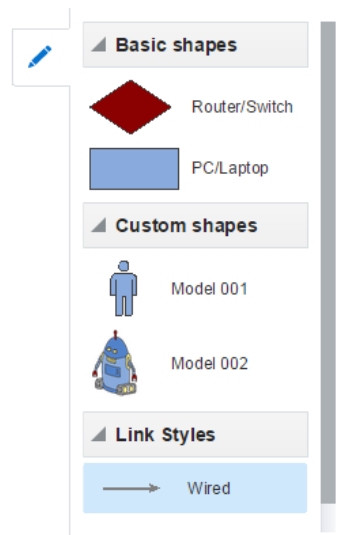 Basic shapes
Router/Switch
PC/Laptop
Custom shapes
Model 001
Model 002
Link Styles
Wired